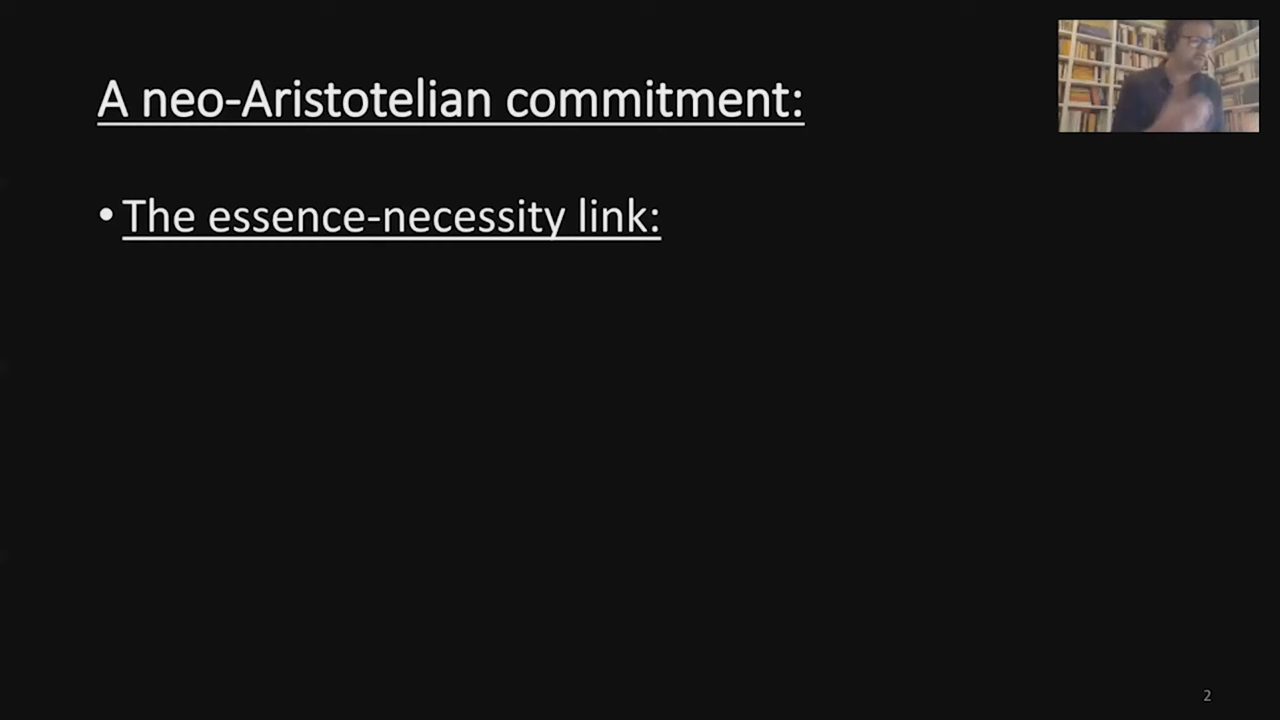 A neo-Aristotelian commitment:
• The essence-necessity link:
2